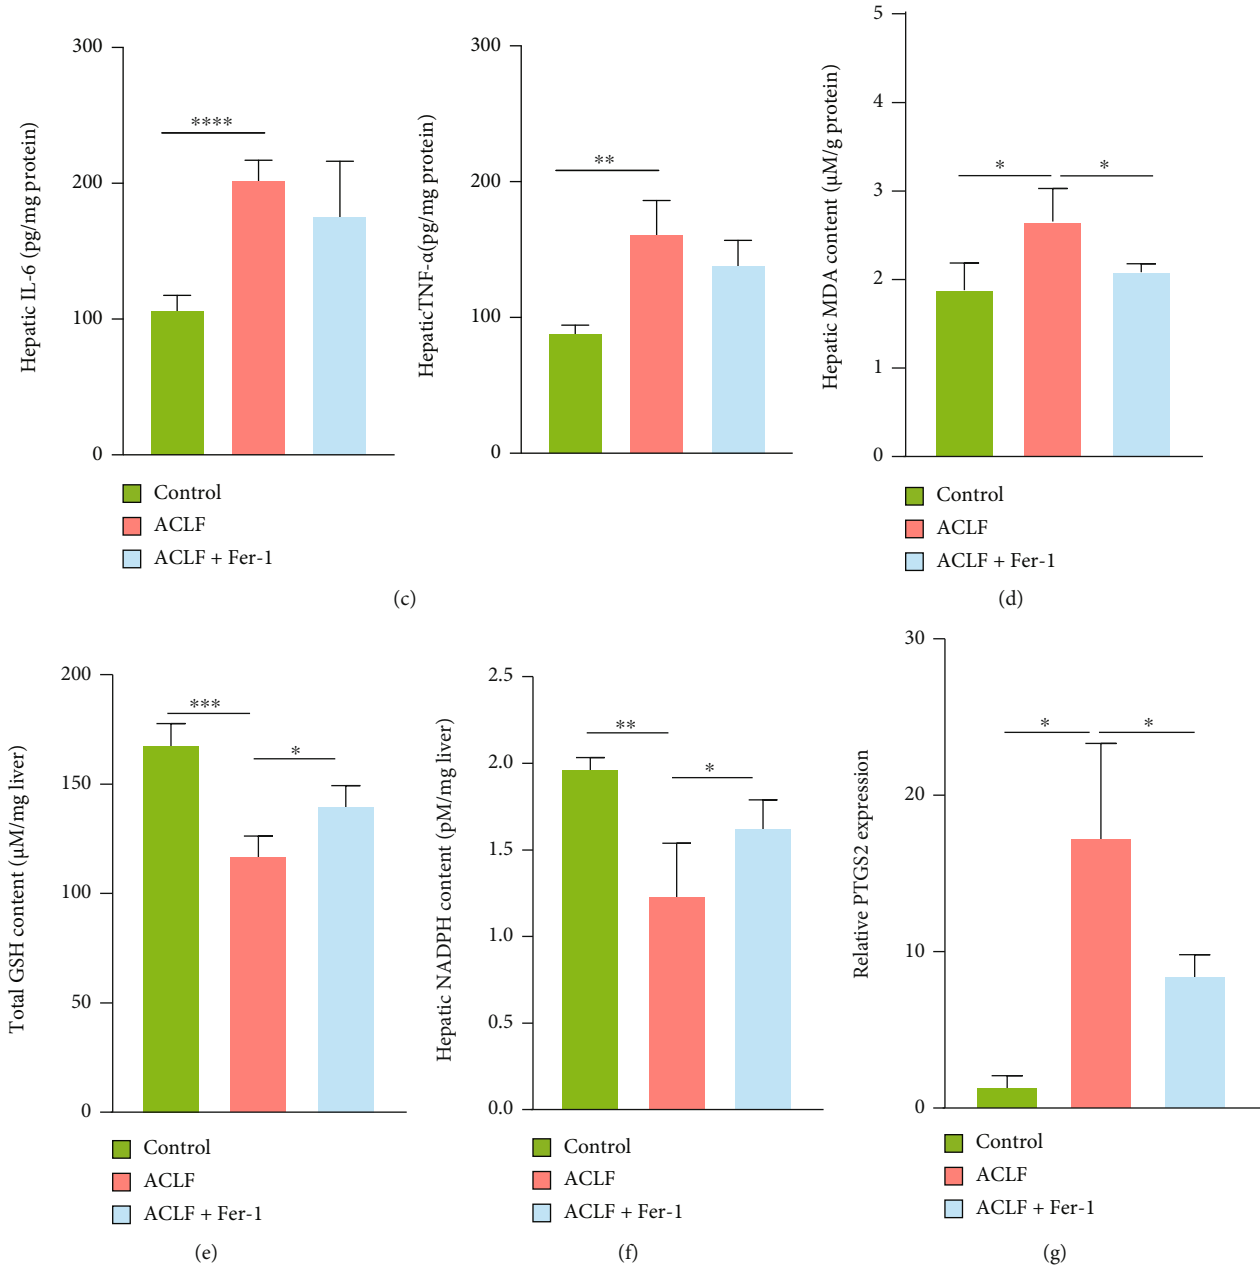 Hepatic IL-6 (pg/mg protein)
300
200
100
0
****
Control
ACLF
ACLF + Fer-1
HepaticTNF-α(pg/mg protein)
300
200
100
0
**
(c)
Hepatic MDA content (μM/g protein)
5
4
3
2
1
0
*
*
Control
ACLF
ACLF + Fer-1
(d)
Total GSH content (μM/mg liver)
200
150
100
50
0
***
*
Control
ACLF
ACLF + Fer-1
(e)
Hepatic NADPH content (pM/mg liver)
2.5
2.0
1.5
1.0
0.5
0.0
**
*
Control
ACLF
ACLF + Fer-1
(f)
Relative PTGS2 expression
30
20
10
0
*
*
Control
ACLF
ACLF + Fer-1
(g)